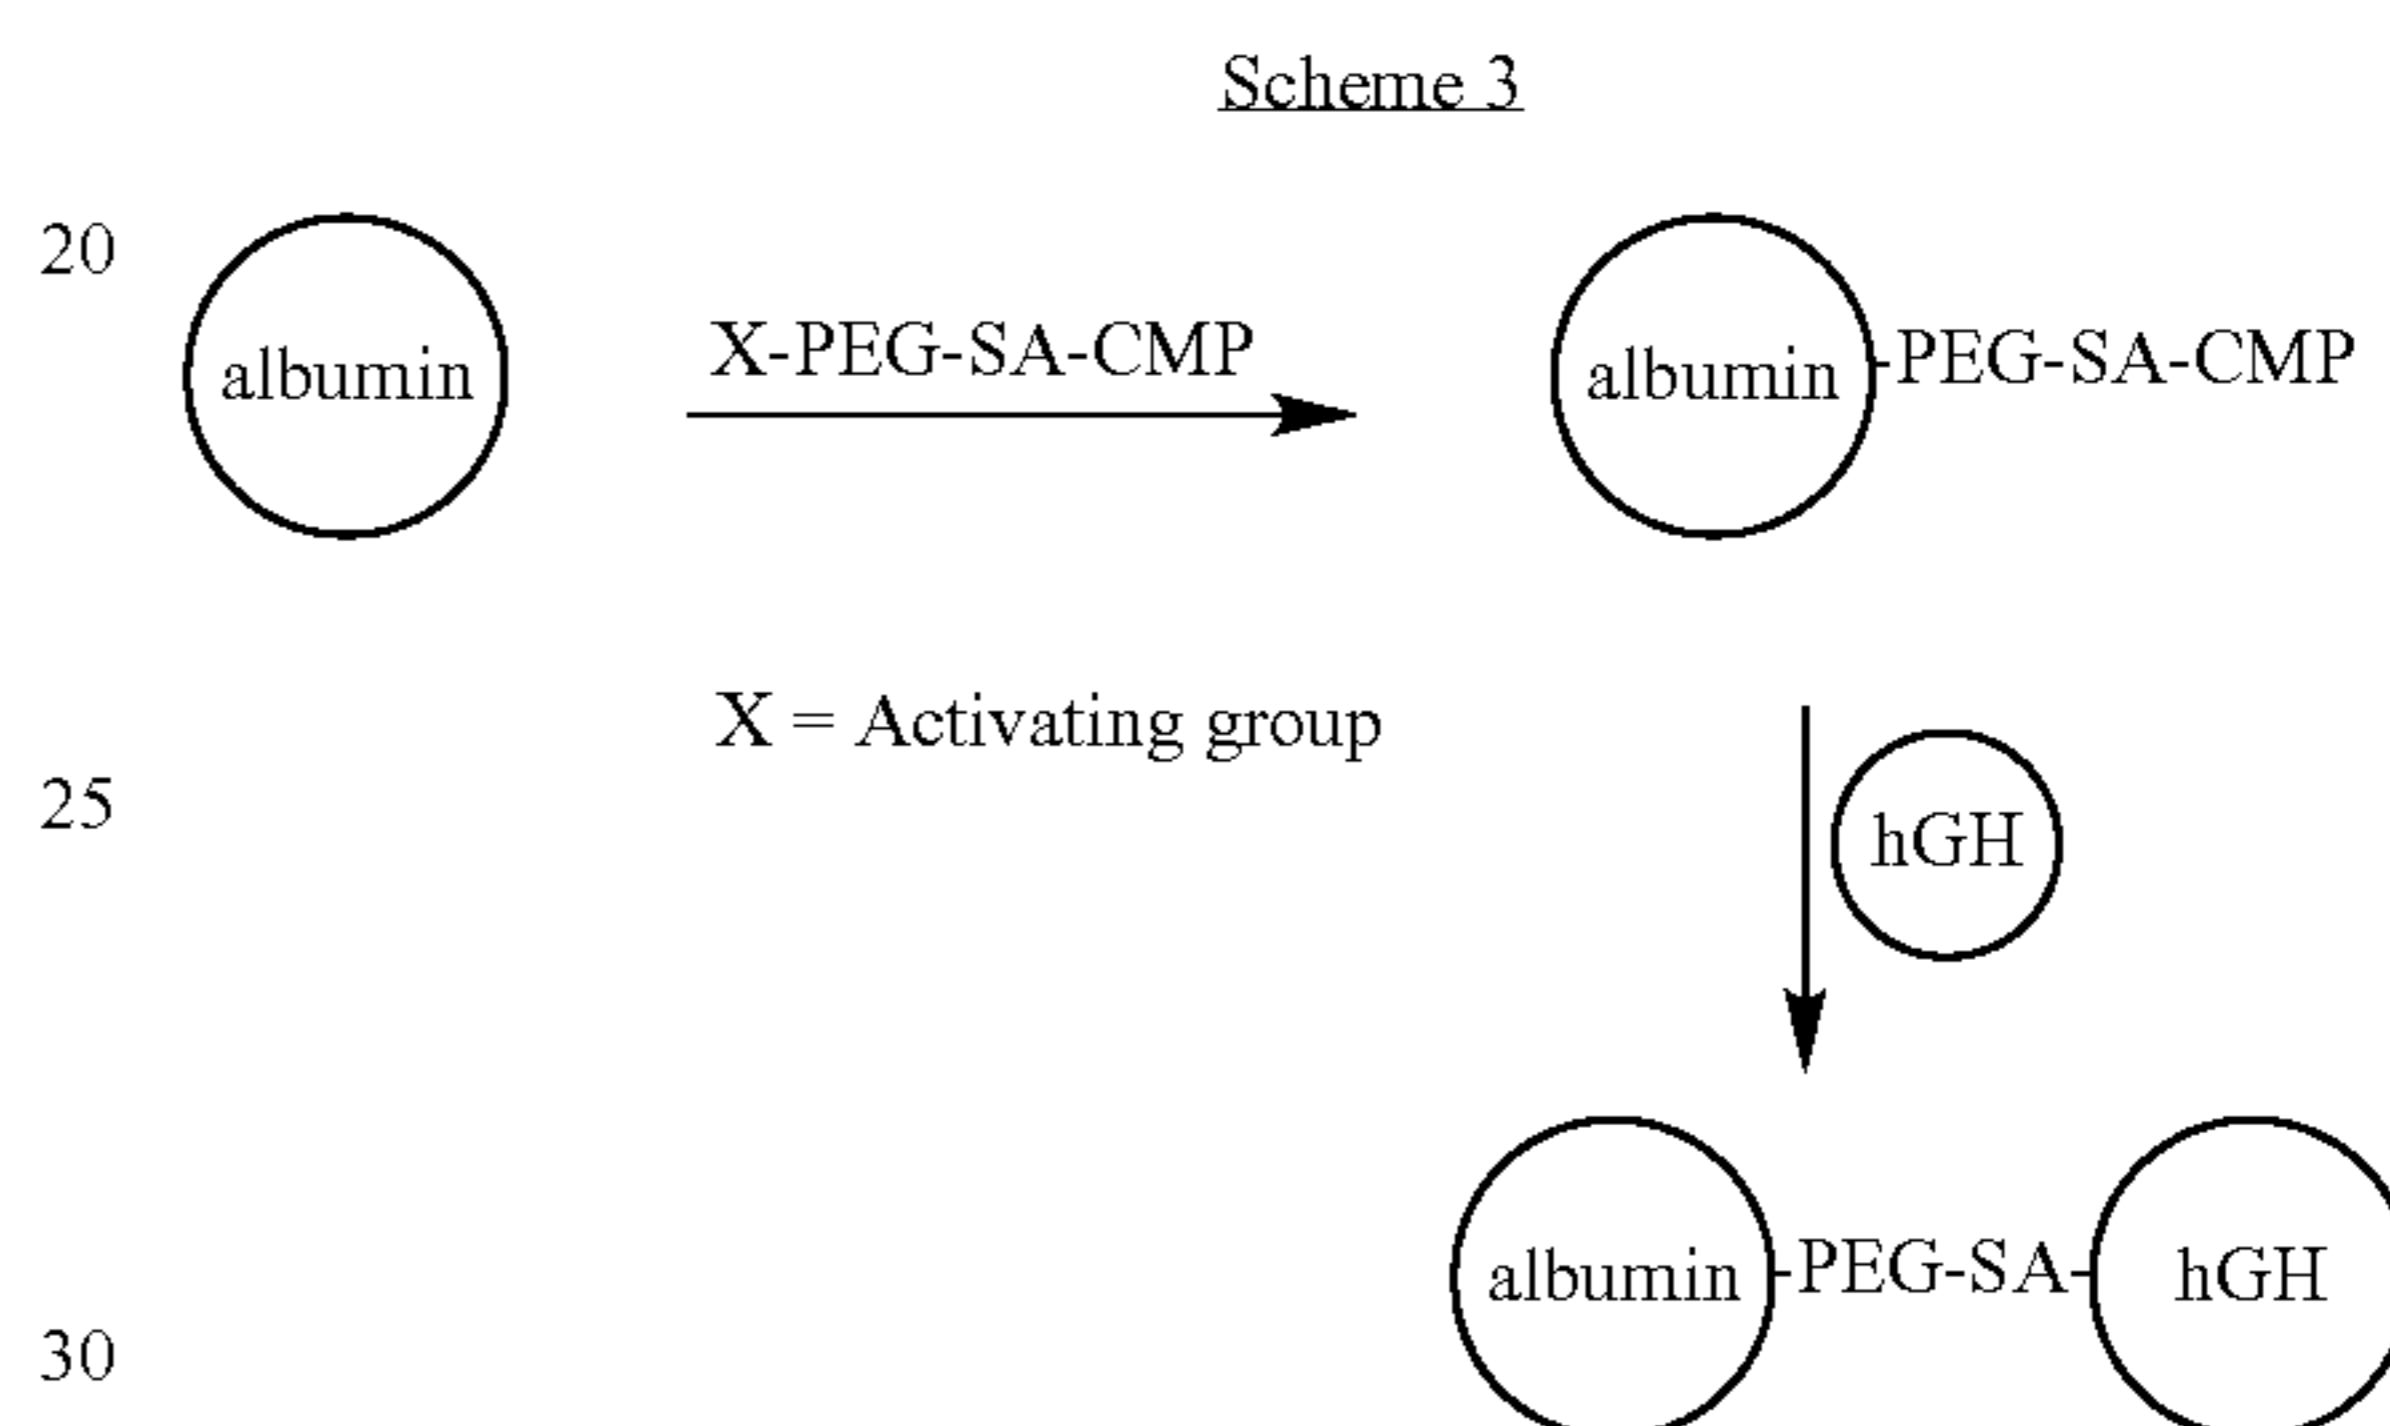 Scheme 3
20
albumin
X-PEG-SA-CMP
albumin
-PEG-SA-CMP
X = Activating group
25
hGH
albumin
-PEG-SA-
hGH
30